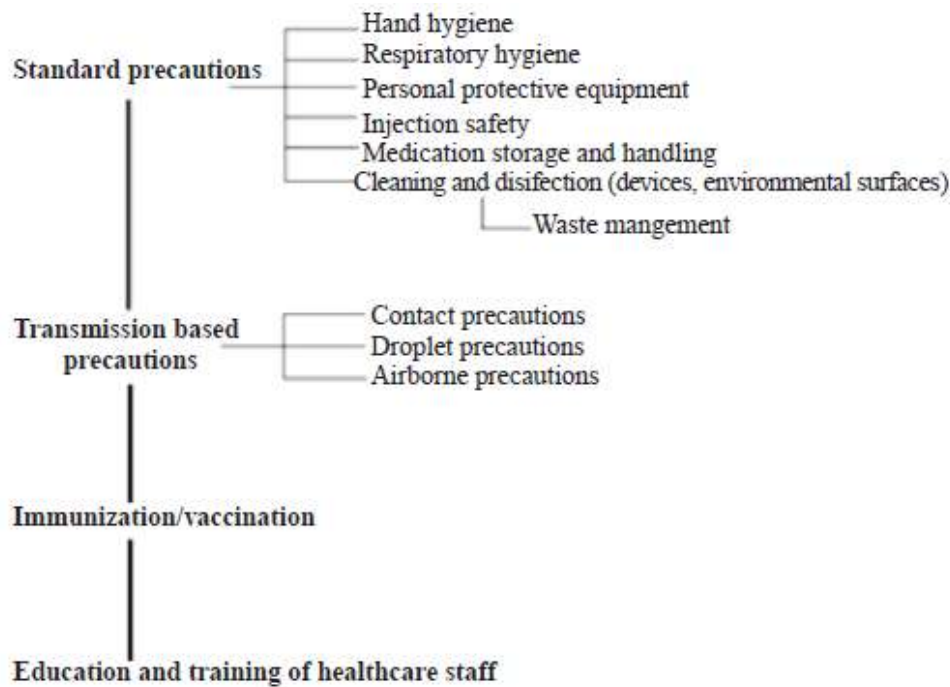 Hand hygiene
Respiratory hygiene
Standard precautions
Personal protective equipment
Injection safety
Medication storage and handling
Cleaning and disifection (devices, environmental surfaces)
Waste mangement
Transmission based
precautions
Contact precautions
Droplet precautions
Airborne precautions
Immunization/vaccination
Education and training of healthcare staff